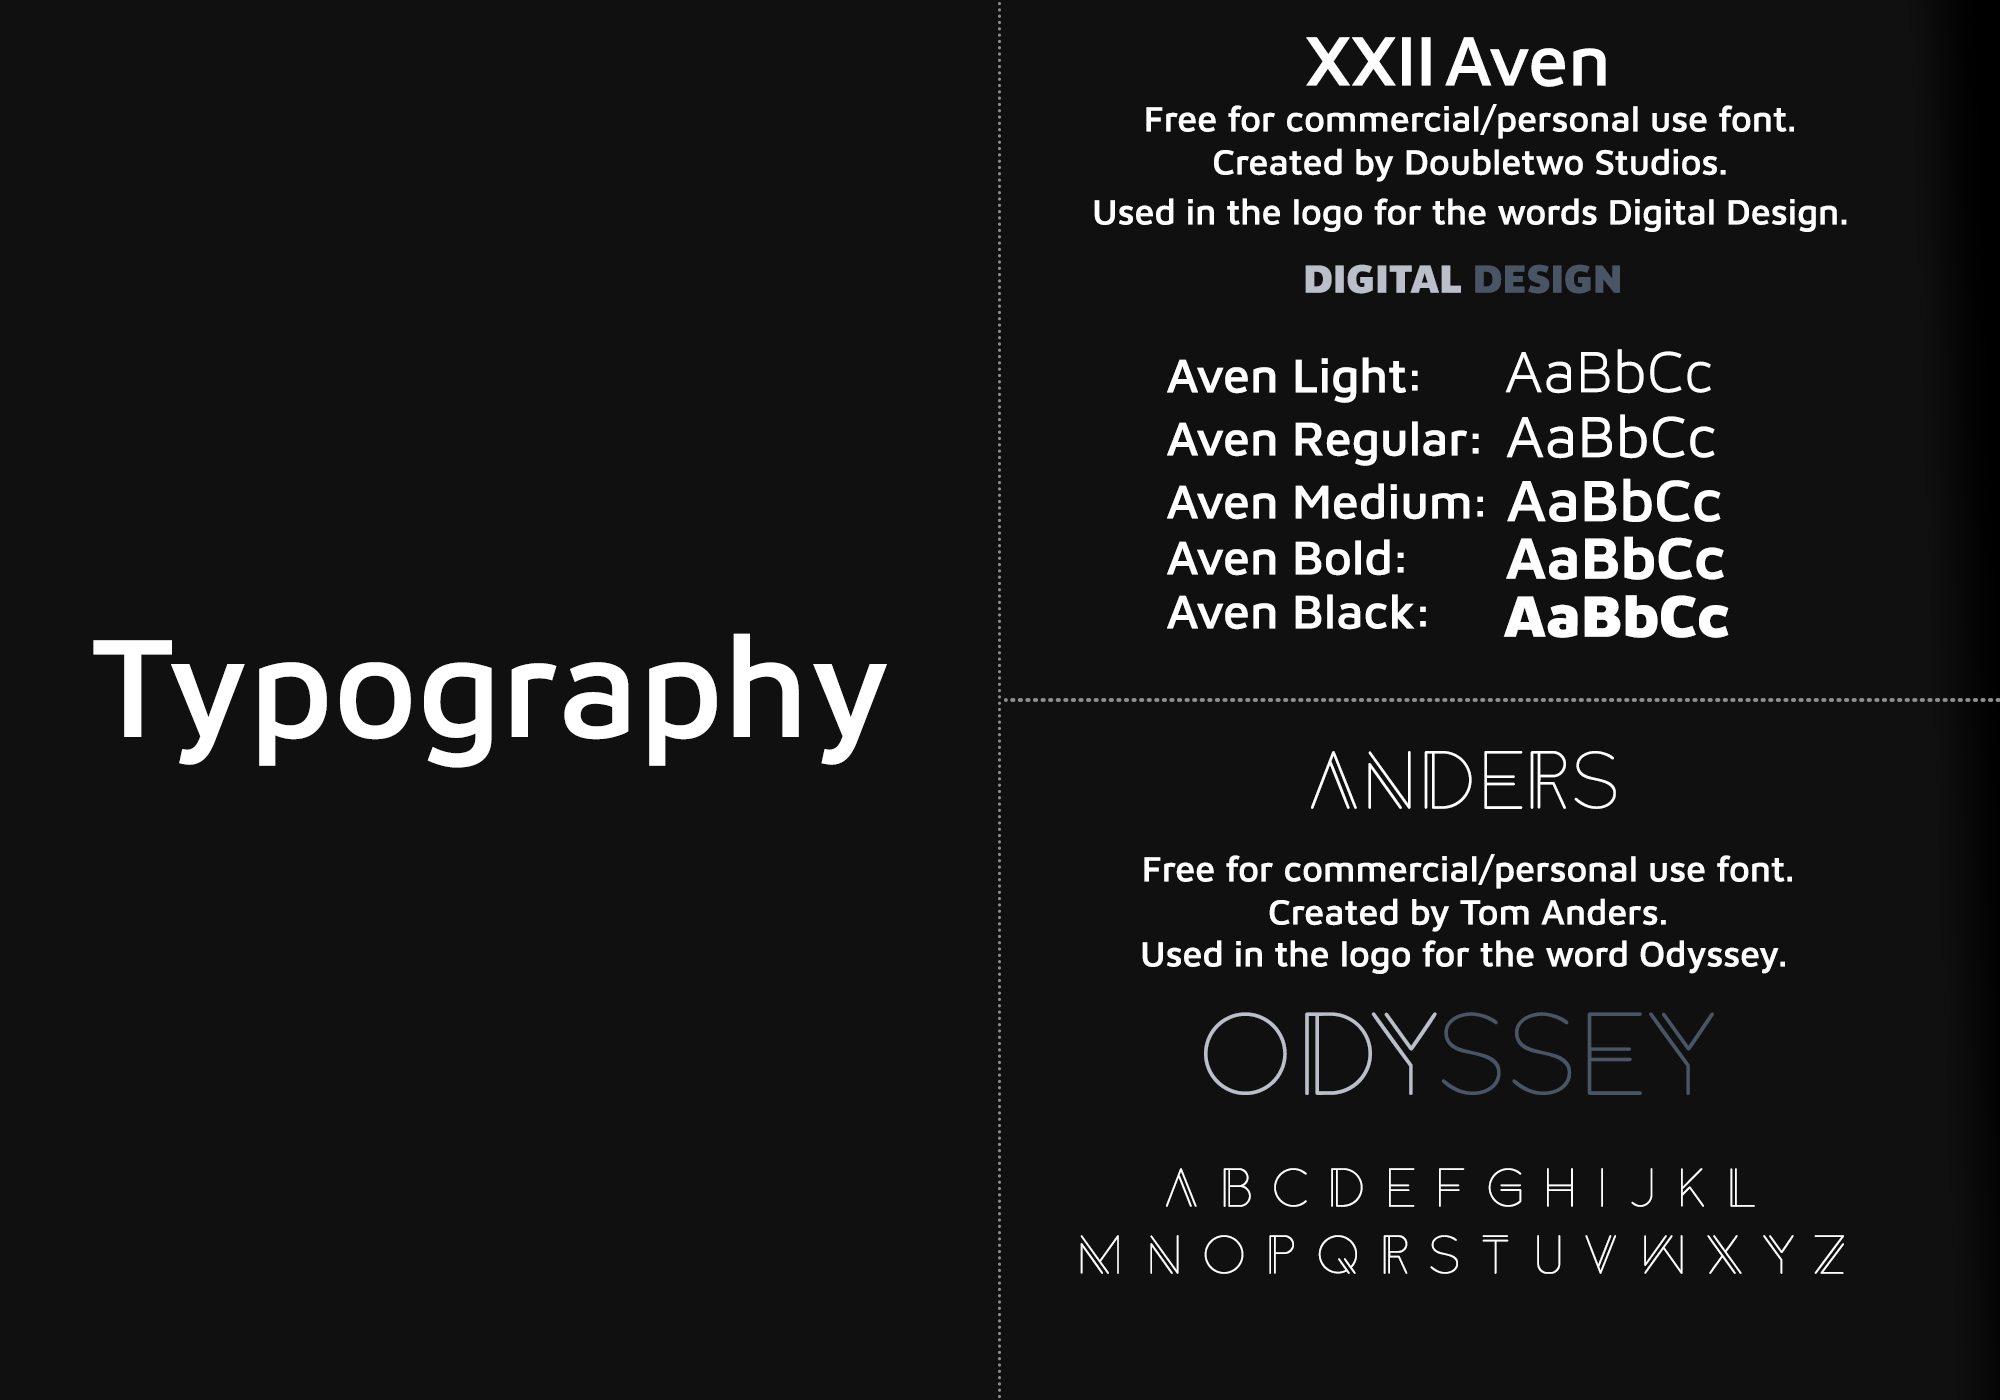 Typography
XXII Aven
Free for commercial/personal use font.
Created by Doubletwo Studios.
Used in the logo for the words Digital Design.
DIGITAL DESIGN
Aven Light: AaBbCc
Aven Regular: AaBbCc
Aven Medium: AaBbCc
Aven Bold: AaBbCc
Aven Black: AaBbCc
ANDERS
Free for commercial/personal use font.
Created by Tom Anders.
Used in the logo for the word Odyssey.
ODYSSEY
A B C D E F G H I J K L
M N O P Q R S T U V W X Y Z